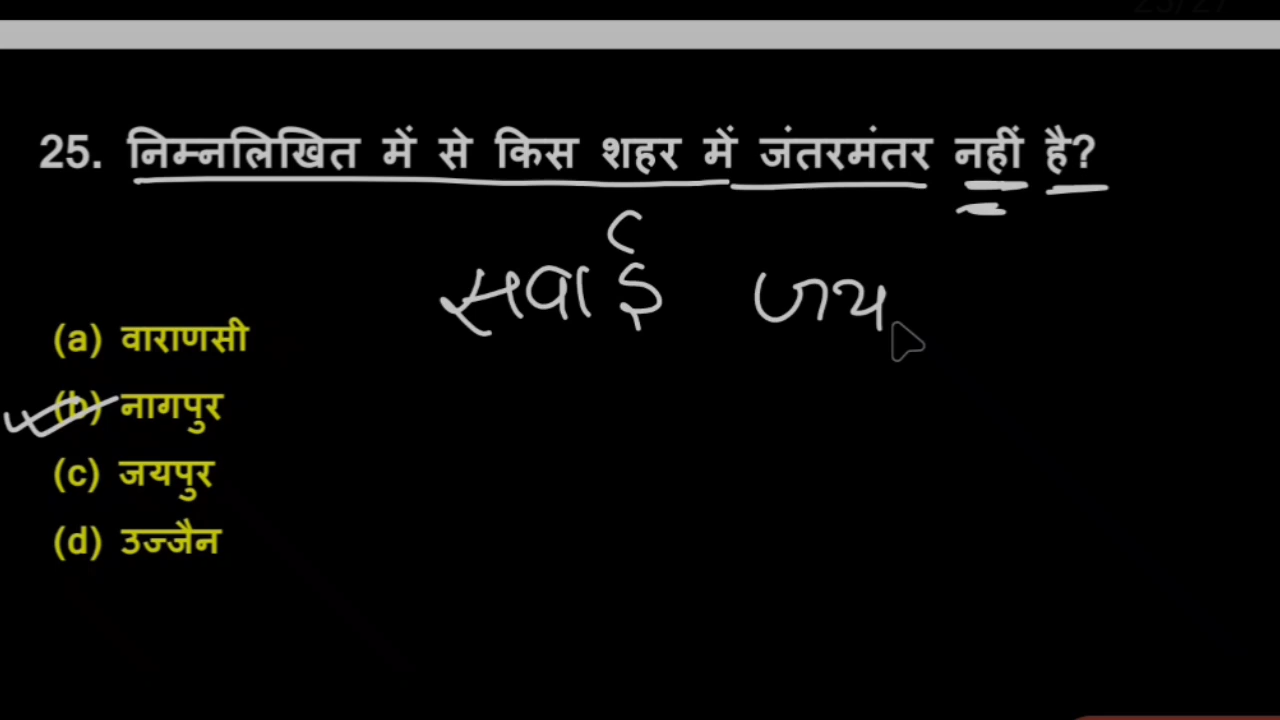 25. निम्नलिखित में से किस शहर में जंतरमंतर नहीं है?
सवाई जय
(a) वाराणसी
(b) नागपुर
(c) जयपुर
(d) उज्जैन